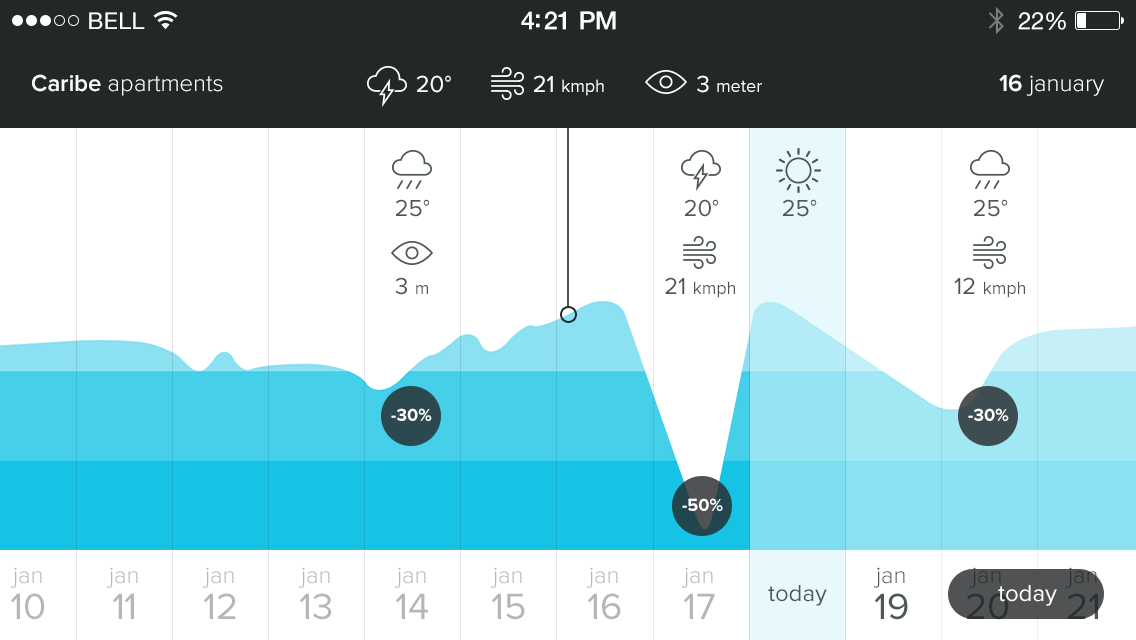 BELL 4:21 PM 22%
Caribe apartments 20° 21 kmph 3 meter 16 january
25° 20° 25° 25°
3 m 21 kmph 12 kmph
-30% -30%
-50%
jan jan jan jan jan jan jan jan today jan jan today jan
10 11 12 13 14 15 16 17 19 20 21